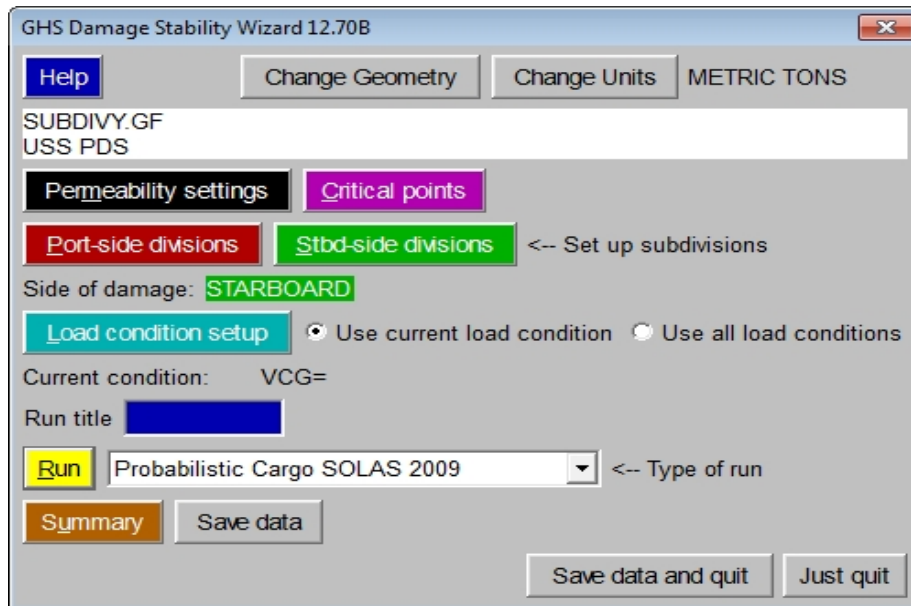 GHS Damage Stability Wizard 12.70B
Help Change Geometry Change Units METRIC TONS
SUBDIVY.GF
USS PDS
Permeability settings Critical points
Port-side divisions Stbd-side divisions <-- Set up subdivisions
Side of damage: STARBOARD
Load condition setup Use current load condition Use all load conditions
Current condition: VCG=
Run title
Run Probabilistic Cargo SOLAS 2009 <-- Type of run
Summary Save data
Save data and quit Just quit